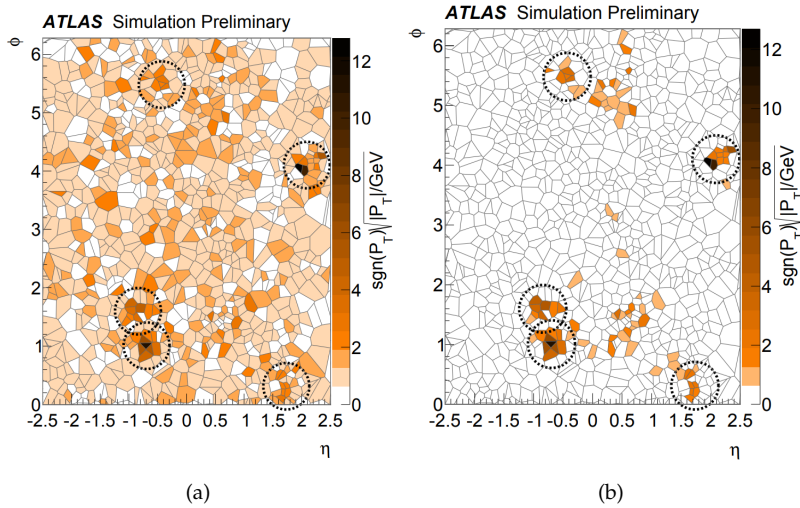 ATLAS Simulation Preliminary
ϕ
6
5
4
3
2
1
0
-2.5 -2 -1.5 -1 -0.5 0 0.5 1 1.5 2 2.5
η
12
10
8
6
4
2
0
sgn(P_T)√|P_T|/GeV
(a)
ATLAS Simulation Preliminary
ϕ
6
5
4
3
2
1
0
-2.5 -2 -1.5 -1 -0.5 0 0.5 1 1.5 2 2.5
η
12
10
8
6
4
2
0
sgn(P_T)√|P_T|/GeV
(b)